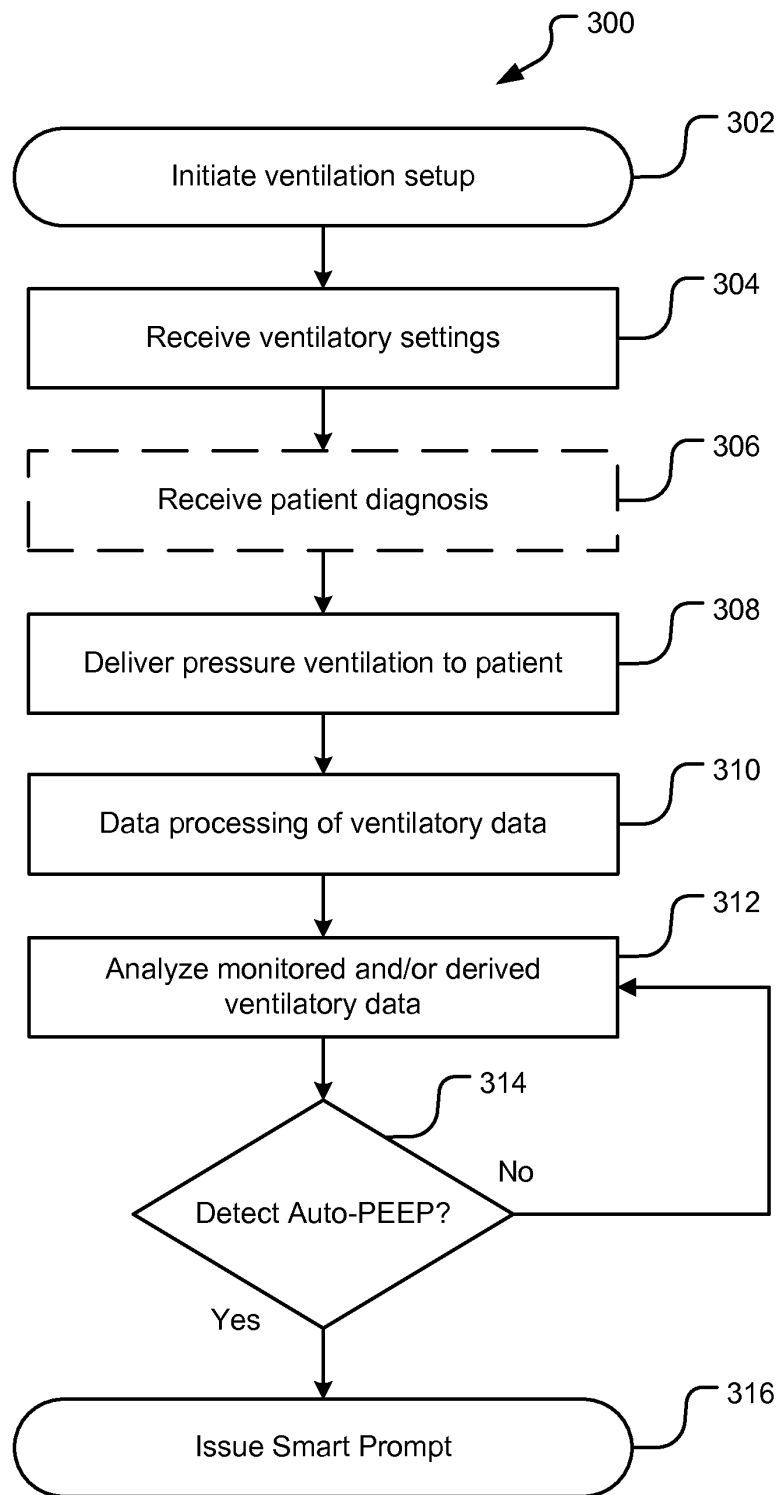 300
302
Initiate ventilation setup
304
Receive ventilatory settings
306
Receive patient diagnosis
308
Deliver pressure ventilation to patient
310
Data processing of ventilatory data
312
Analyze monitored and/or derived
ventilatory data
314
No
Detect Auto-PEEP?
Yes
316
Issue Smart Prompt